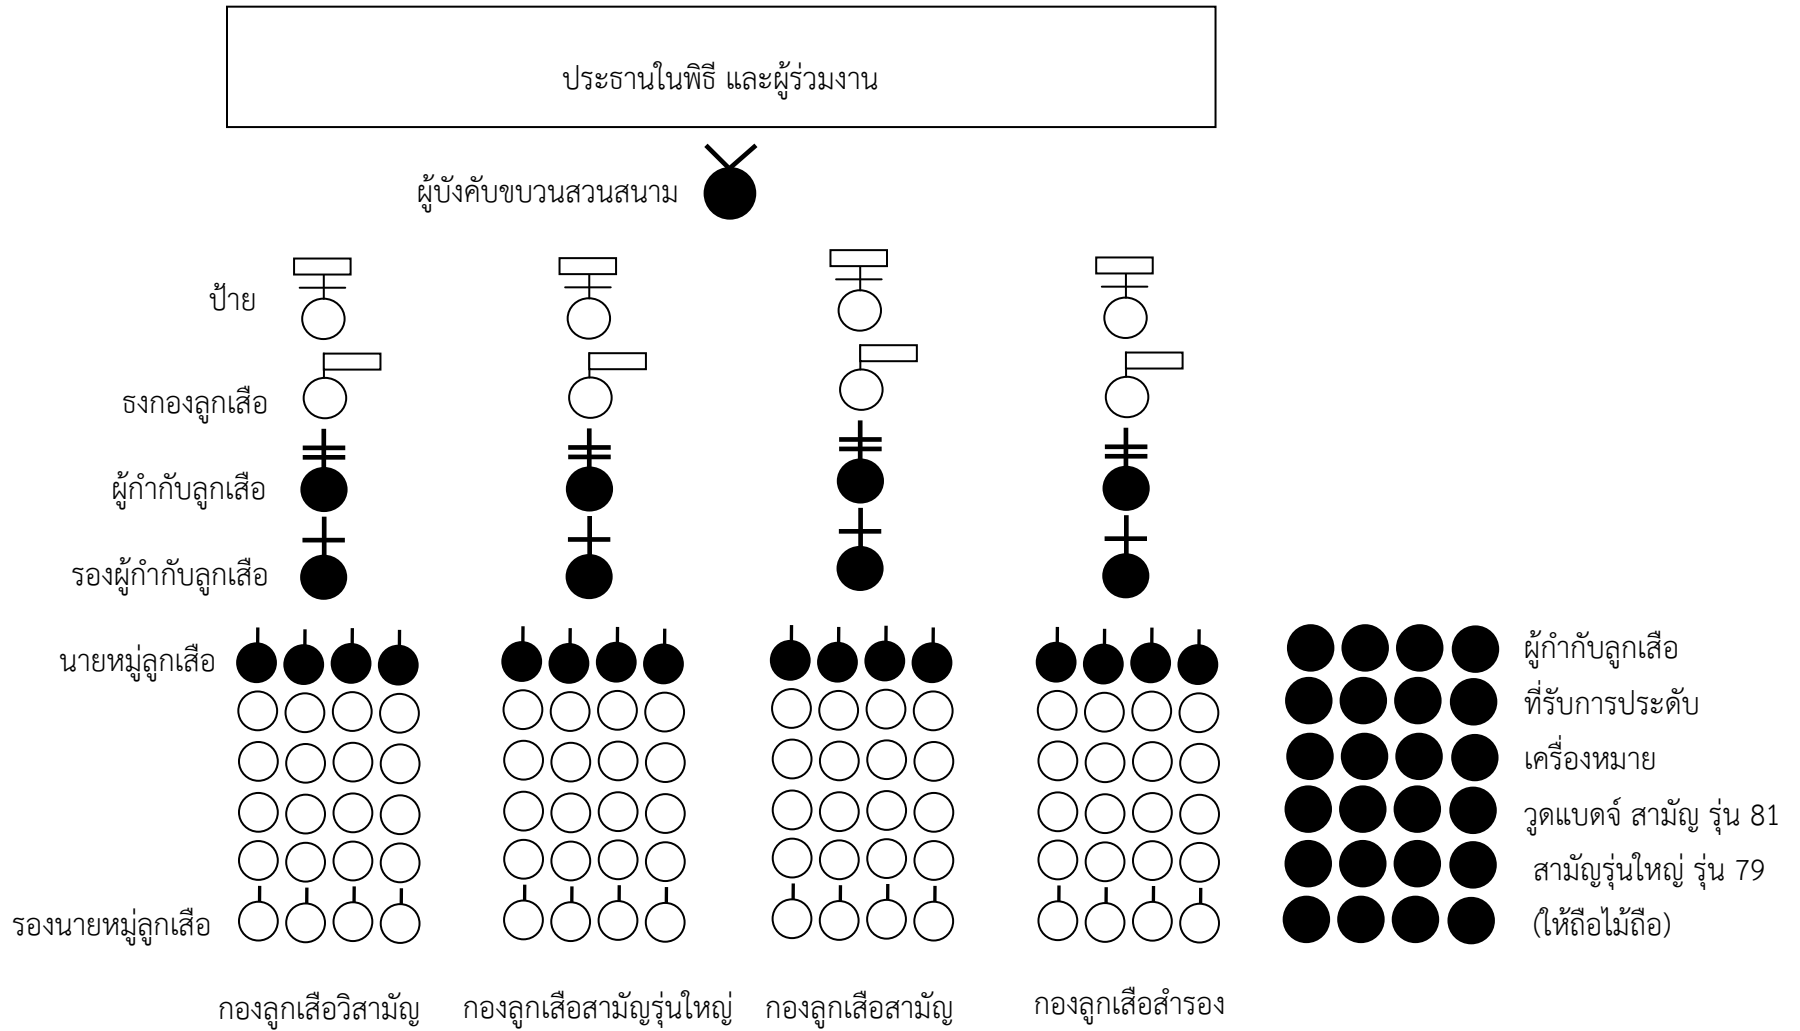 ประธานในพิธี และผู้ร่วมงาน
ผู้บังคับขบวนสวนสนาม
ป้าย
ธงกองลูกเสือ
ผู้กำกับลูกเสือ
รองผู้กำกับลูกเสือ
นายหมู่ลูกเสือ
รองนายหมู่ลูกเสือ
ผู้กำกับลูกเสือ
ที่รับการประดับ
เครื่องหมาย
วูดแบดจ์ สามัญ รุ่น 81
สามัญรุ่นใหญ่ รุ่น 79
(ให้ถือไม้ถือ)
กองลูกเสือวิสามัญ
กองลูกเสือสามัญรุ่นใหญ่
กองลูกเสือสามัญ
กองลูกเสือสำรอง